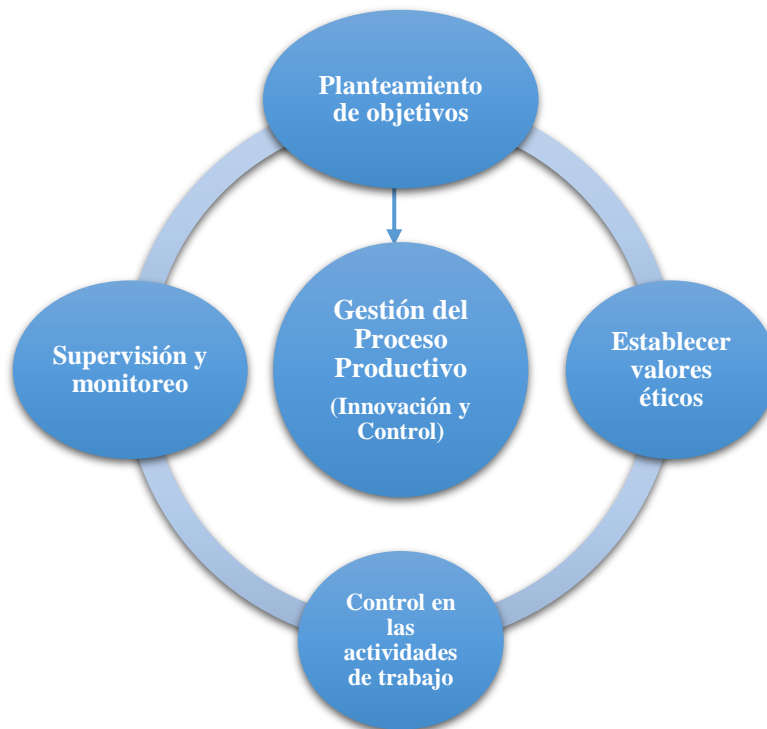 Planteamiento
de objetivos
Gestión del
Proceso
Productivo
(Innovación y
Control)
Supervisión y
monitoreo
Establecer
valores
éticos
Control en
las
actividades
de trabajo